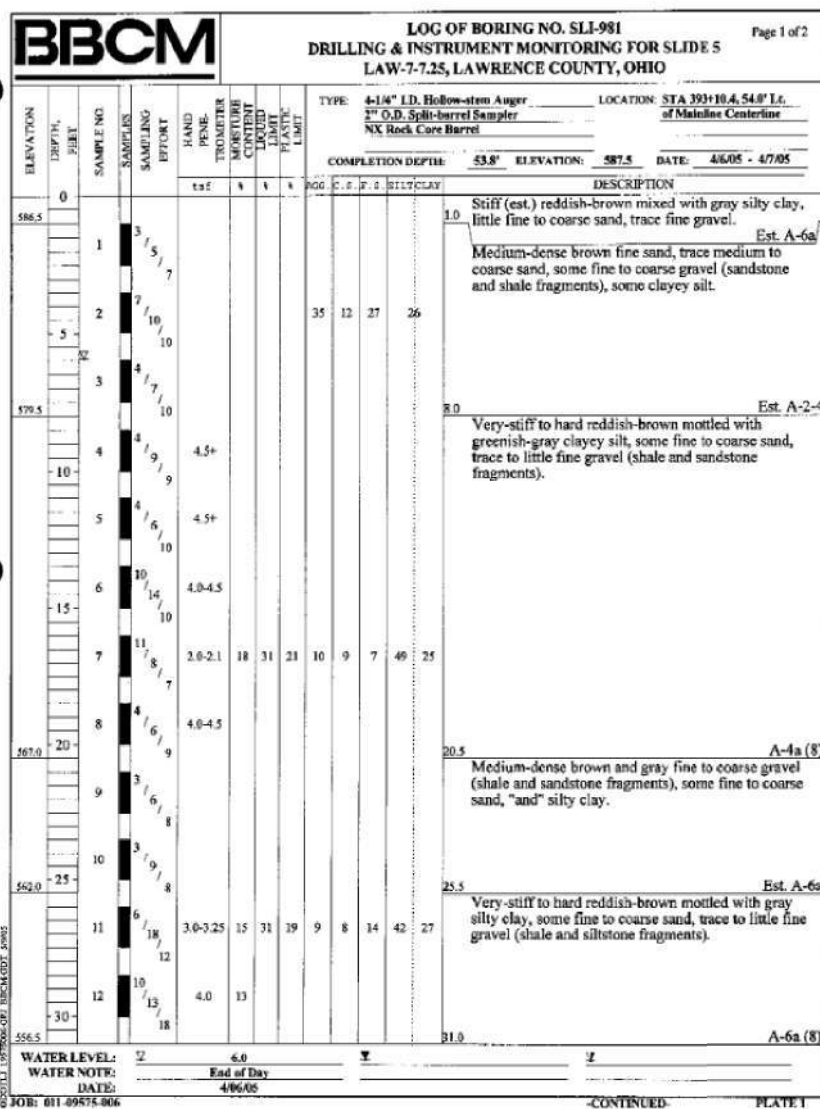 BBCM
LOG OF BORING NO. SLI-981
DRILLING & INSTRUMENT MONITORING FOR SLIDE 5
LAW-7-7.25, LAWRENCE COUNTY, OHIO
Page 1 of 2
ELEVATION
DEPTH, FEET
SAMPLE NO.
SAMPLES
SAMPLING EFFORT
HAND PENE-TROMETER
MOISTURE CONTENT
LIQUID LIMIT
PLASTIC LIMIT
TYPE: 4-1/4" I.D. Hollow-stem Auger
2" O.D. Split-barrel Sampler
NX Rock Core Barrel
LOCATION: STA 393+10.4, 54.0' Lt.
of Mainline Centerline
COMPLETION DEPTH: 53.8' ELEVATION: 587.5 DATE: 4/6/05 - 4/7/05
tsf % % % AGG C.S. F.S. SILT CLAY DESCRIPTION
0
586.5 1.0 Stiff (est.) reddish-brown mixed with gray silty clay,
little fine to coarse sand, trace fine gravel.
Est. A-6a
1 3/5/7
Medium-dense brown fine sand, trace medium to
coarse sand, some fine to coarse gravel (sandstone
and shale fragments), some clayey silt.
2 7/10/10 35 12 27 26
5
3 4/7/10
579.5 8.0 Est. A-2-4
Very-stiff to hard reddish-brown mottled with
greenish-gray clayey silt, some fine to coarse sand,
trace to little fine gravel (shale and sandstone
fragments).
4 4/9/9 4.5+
10
5 4/6/10 4.5+
6 10/14/10 4.0-4.5
15
7 11/8/7 2.0-2.1 18 31 21 10 9 7 49 25
8 4/6/9 4.0-4.5
20
567.0 20.5 A-4a (8)
Medium-dense brown and gray fine to coarse gravel
(shale and sandstone fragments), some fine to coarse
sand, "and" silty clay.
9 3/6/8
10 3/9/8
25
562.0 25.5 Est. A-6a
Very-stiff to hard reddish-brown mottled with gray
silty clay, some fine to coarse sand, trace to little fine
gravel (shale and siltstone fragments).
11 6/18/12 3.0-3.25 15 31 19 9 8 14 42 27
12 10/13/18 4.0 13
30
556.5 31.0 A-6a (8)
WATER LEVEL: 6.0
WATER NOTE: End of Day
DATE: 4/06/05
JOB: 011-09575-006
-CONTINUED-
PLATE 1